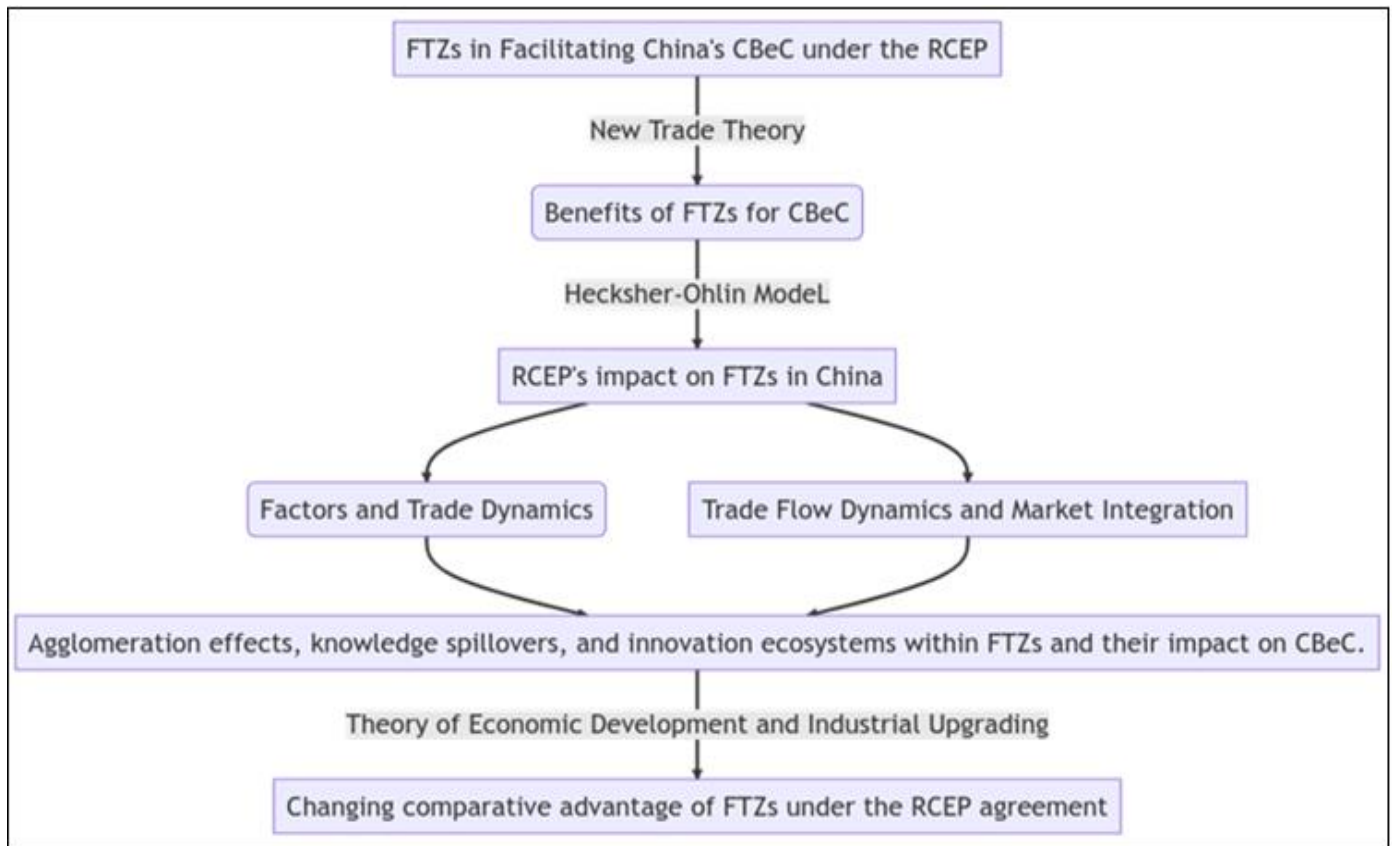 FTZs in Facilitating China's CBeC under the RCEP
New Trade Theory
Benefits of FTZs for CBeC
Hecksher-Ohlin ModeL
RCEP's impact on FTZs in China
Factors and Trade Dynamics
Trade Flow Dynamics and Market Integration
Agglomeration effects, knowledge spillovers, and innovation ecosystems within FTZs and their impact on CBeC.
Theory of Economic Development and Industrial Upgrading
Changing comparative advantage of FTZs under the RCEP agreement